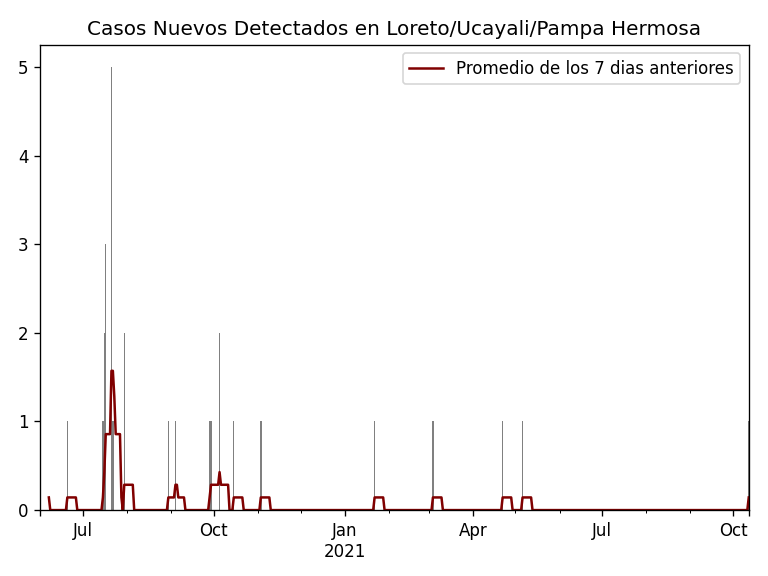 Casos Nuevos Detectados en Loreto/Ucayali/Pampa Hermosa
Promedio de los 7 dias anteriores
5
4
3
2
1
0
Jul Oct Jan Apr Jul Oct
2021